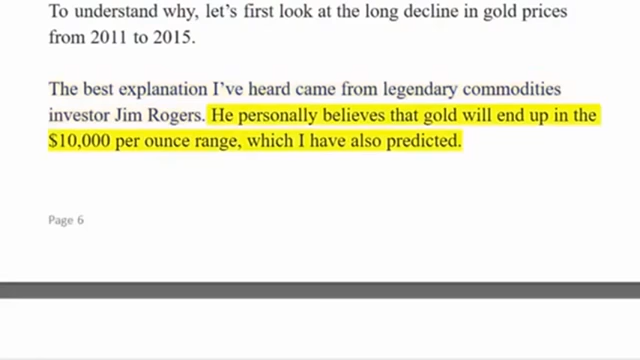 To understand why, let's first look at the long decline in gold prices
from 2011 to 2015.
The best explanation I've heard came from legendary commodities
investor Jim Rogers. He personally believes that gold will end up in the
$10,000 per ounce range, which I have also predicted.
Page 6